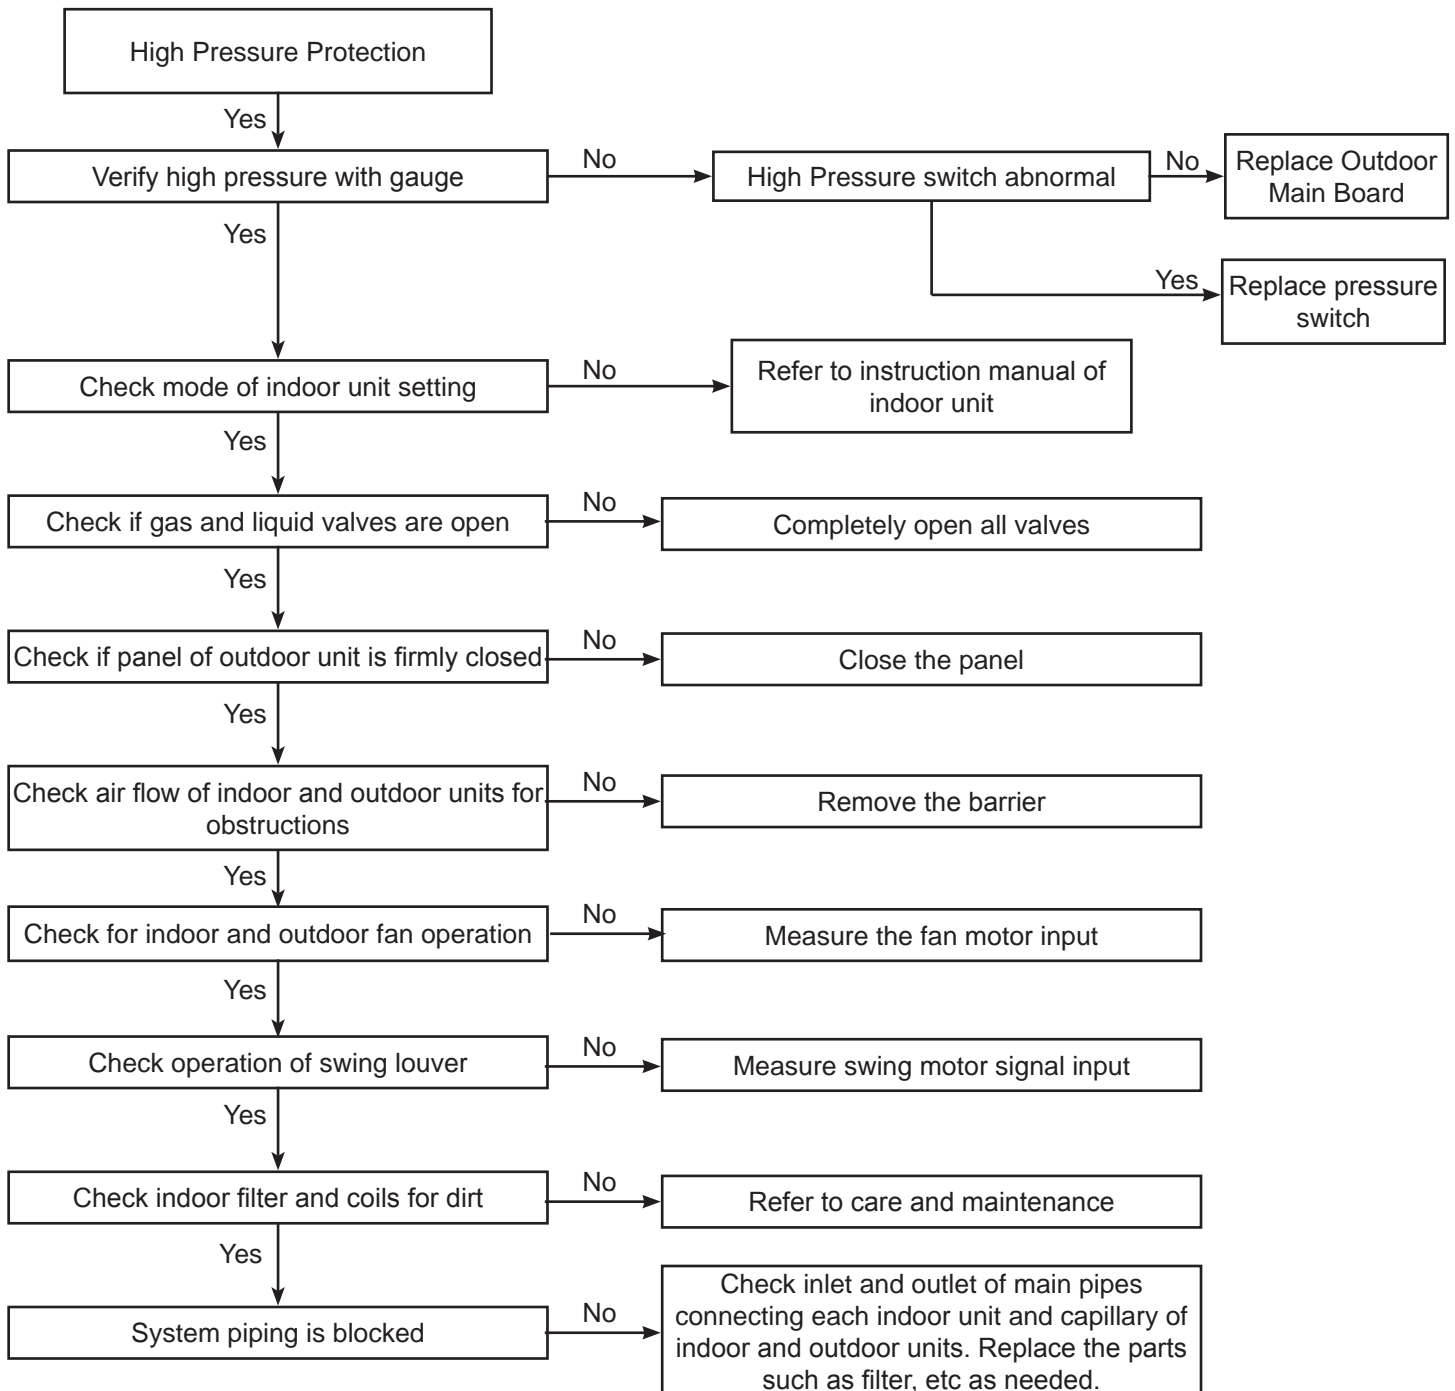 High Pressure Protection
Yes
Verify high pressure with gauge
No
High Pressure switch abnormal
No
Replace Outdoor
Main Board
Yes
Yes
Replace pressure
switch
Check mode of indoor unit setting
No
Refer to instruction manual of
indoor unit
Yes
Check if gas and liquid valves are open
No
Completely open all valves
Yes
Check if panel of outdoor unit is firmly closed
No
Close the panel
Yes
Check air flow of indoor and outdoor units for
obstructions
No
Remove the barrier
Yes
Check for indoor and outdoor fan operation
No
Measure the fan motor input
Yes
Check operation of swing louver
No
Measure swing motor signal input
Yes
Check indoor filter and coils for dirt
No
Refer to care and maintenance
Yes
System piping is blocked
No
Check inlet and outlet of main pipes
connecting each indoor unit and capillary of
indoor and outdoor units. Replace the parts
such as filter, etc as needed.